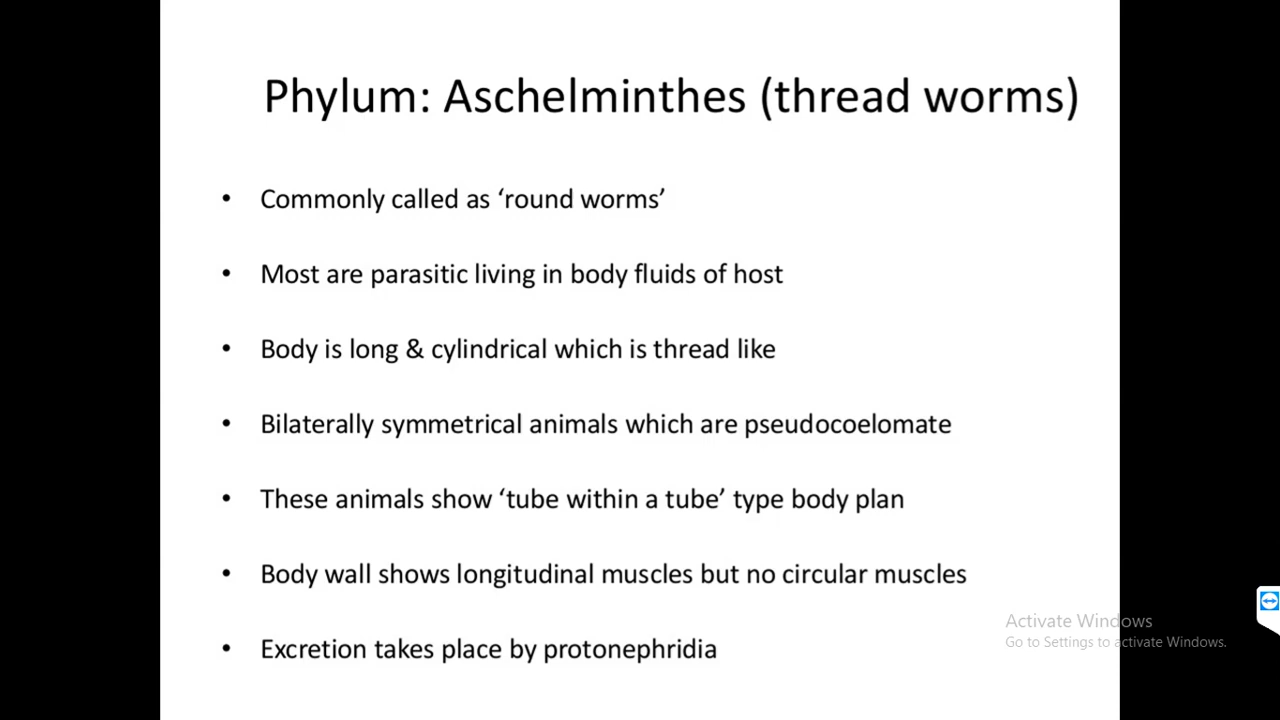 Phylum: Aschelminthes (thread worms)
• Commonly called as ‘round worms’
• Most are parasitic living in body fluids of host
• Body is long & cylindrical which is thread like
• Bilaterally symmetrical animals which are pseudocoelomate
• These animals show ‘tube within a tube’ type body plan
• Body wall shows longitudinal muscles but no circular muscles
• Excretion takes place by protonephridia
Activate Windows
Go to Settings to activate Windows.